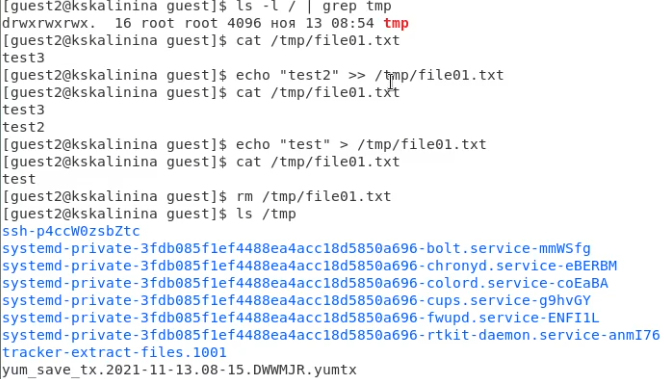 [guest2@kskalinina guest]$ ls -l / | grep tmp
drwxrwxrwx.  16 root root 4096 ноя 13 08:54 tmp
[guest2@kskalinina guest]$ cat /tmp/file01.txt
test3
[guest2@kskalinina guest]$ echo "test2" >> /tmp/file01.txt
[guest2@kskalinina guest]$ cat /tmp/file01.txt
test3
test2
[guest2@kskalinina guest]$ echo "test" > /tmp/file01.txt
[guest2@kskalinina guest]$ cat /tmp/file01.txt
test
[guest2@kskalinina guest]$ rm /tmp/file01.txt
[guest2@kskalinina guest]$ ls /tmp
ssh-p4ccW0zsbZtc
systemd-private-3fdb085f1ef4488ea4acc18d5850a696-bolt.service-mmWSfg
systemd-private-3fdb085f1ef4488ea4acc18d5850a696-chronyd.service-eBERBM
systemd-private-3fdb085f1ef4488ea4acc18d5850a696-colord.service-coEaBA
systemd-private-3fdb085f1ef4488ea4acc18d5850a696-cups.service-g9hvGY
systemd-private-3fdb085f1ef4488ea4acc18d5850a696-fwupd.service-ENFI1L
systemd-private-3fdb085f1ef4488ea4acc18d5850a696-rtkit-daemon.service-anmI76
tracker-extract-files.1001
yum_save_tx.2021-11-13.08-15.DWWMJR.yumtx